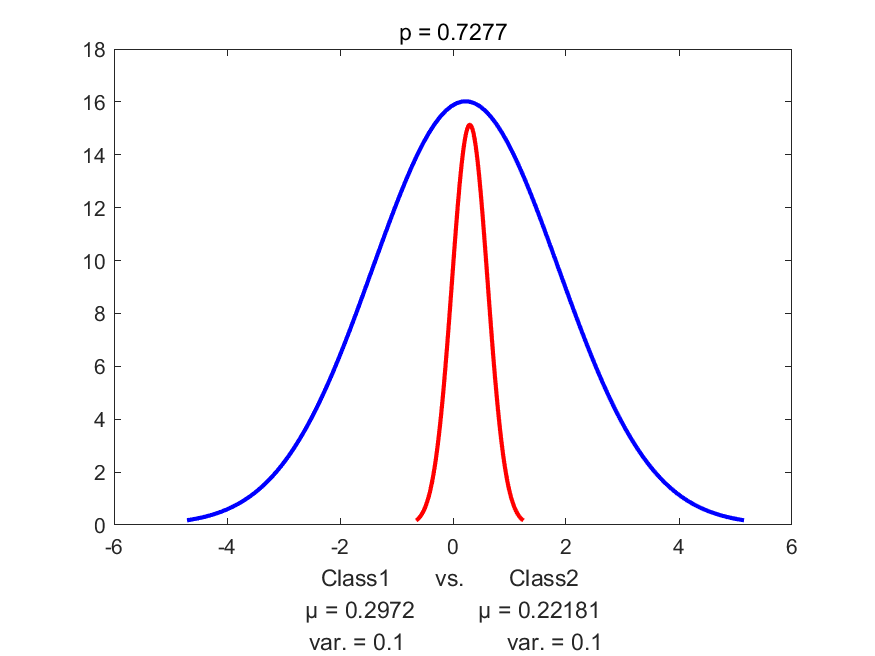 p = 0.7277
18
16
14
12
10
8
6
4
2
0
-6 -4 -2 0 2 4 6
Class1 vs. Class2
μ = 0.2972 μ = 0.22181
var. = 0.1 var. = 0.1